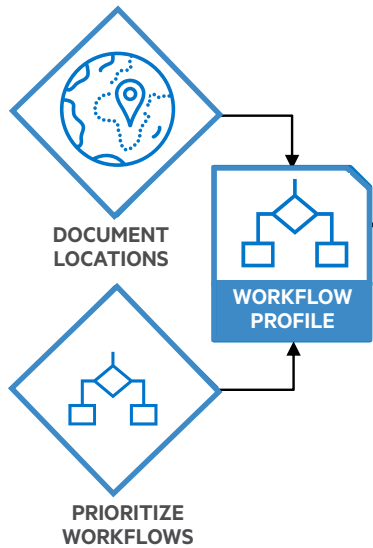 DOCUMENT
LOCATIONS
WORKFLOW
PROFILE
PRIORITIZE
WORKFLOWS